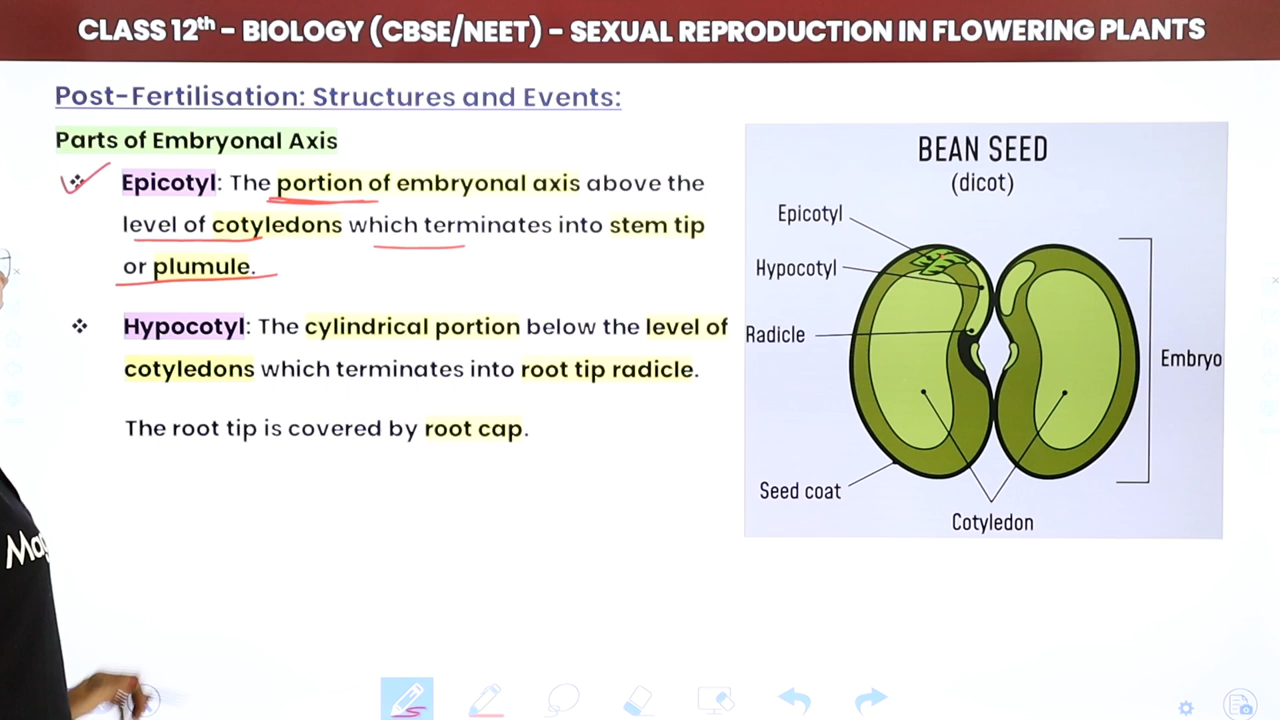 CLASS 12th – BIOLOGY (CBSE/NEET) – SEXUAL REPRODUCTION IN FLOWERING PLANTS
Post-Fertilisation: Structures and Events:
Parts of Embryonal Axis
❖ Epicotyl: The portion of embryonal axis above the
level of cotyledons which terminates into stem tip
or plumule.
❖ Hypocotyl: The cylindrical portion below the level of
cotyledons which terminates into root tip radicle.
The root tip is covered by root cap.
BEAN SEED
(dicot)
Epicotyl
Hypocotyl
Radicle
Embryo
Seed coat
Cotyledon